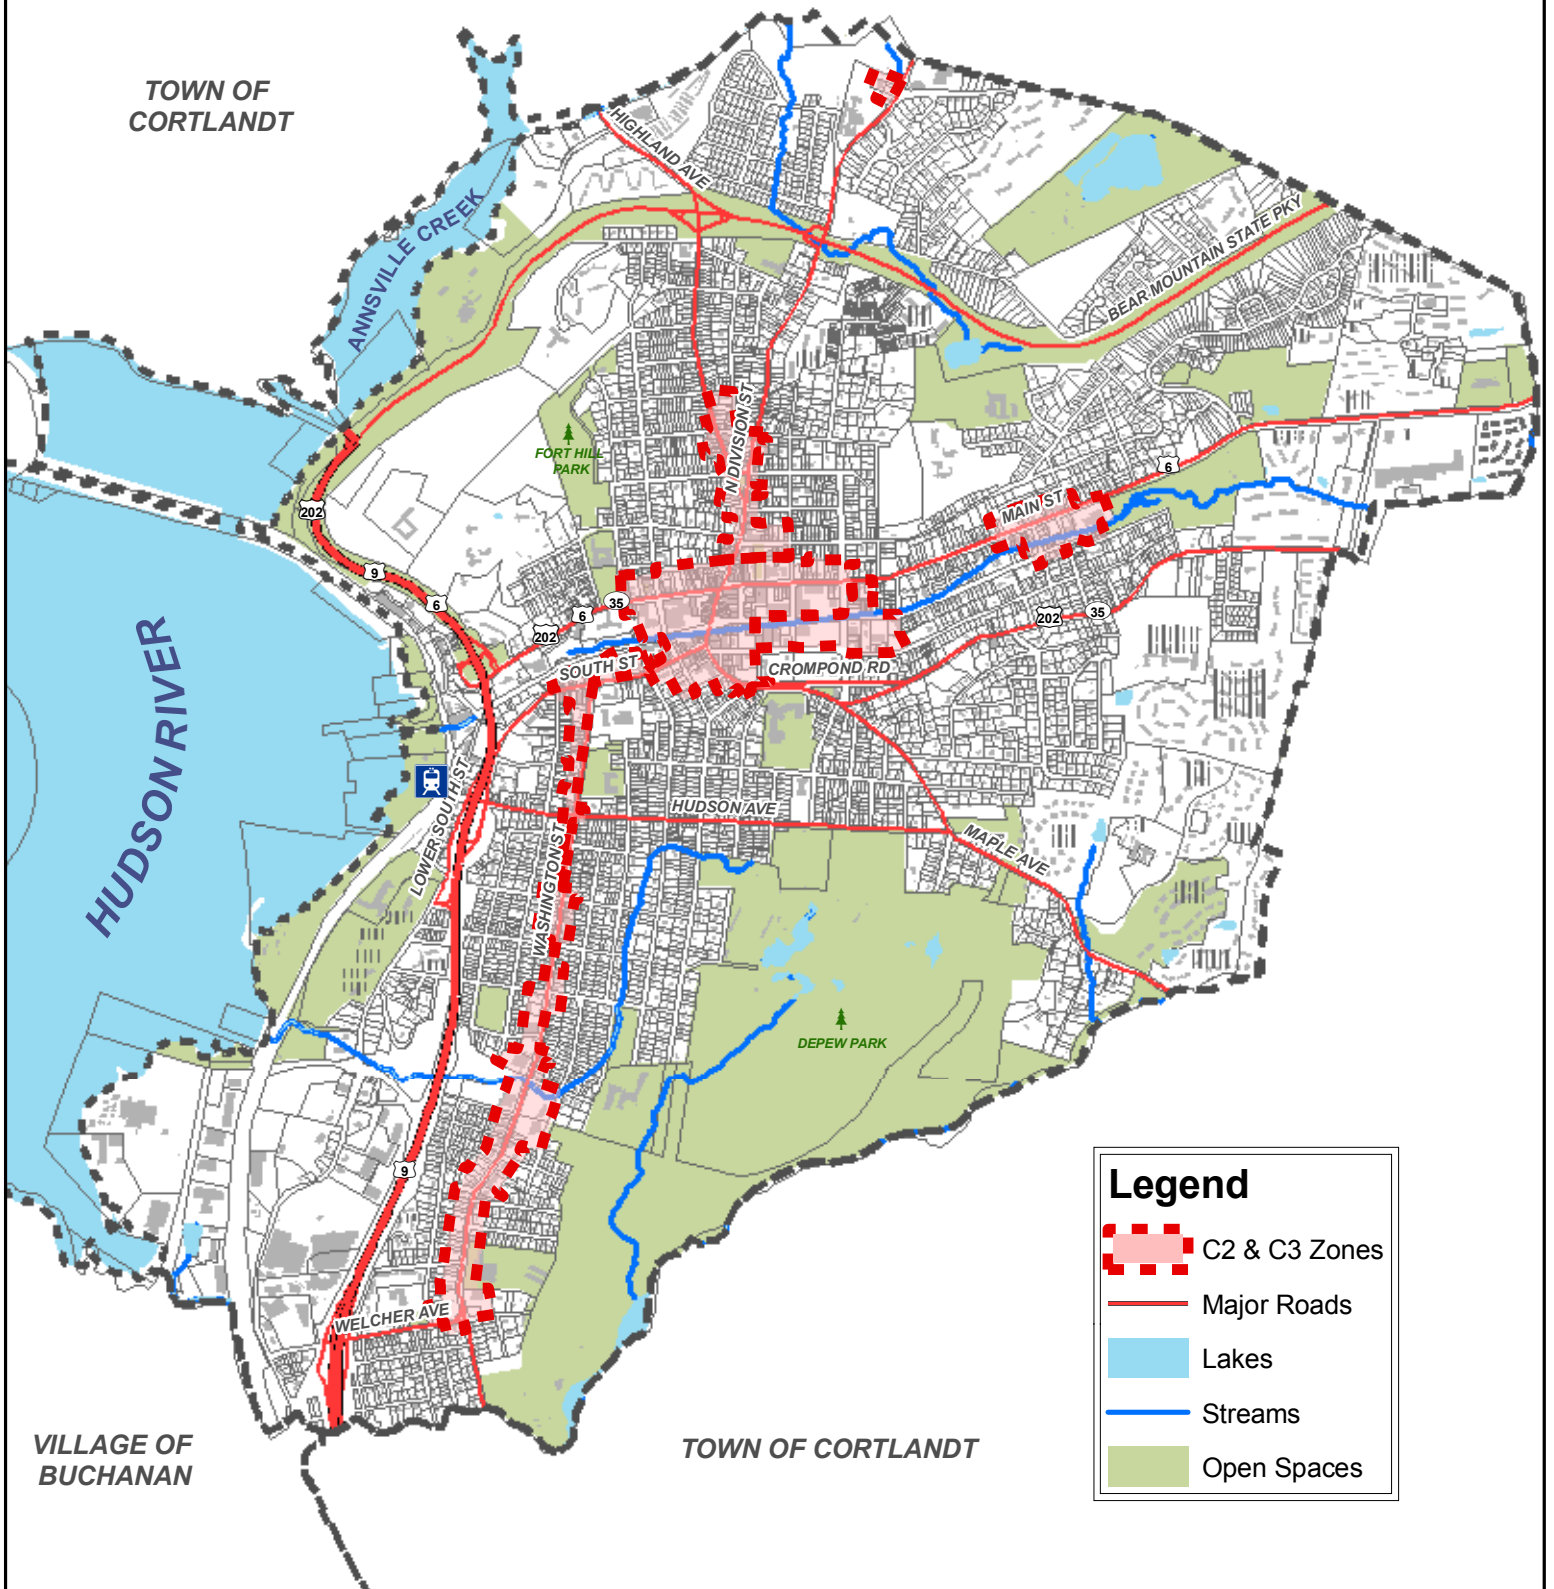 TOWN OF
CORTLANDT
HIGHLAND AVE
ANNSVILLE CREEK
BEAR MOUNTAIN STATE PKY
N DIVISION ST
FORT HILL
PARK
6
MAIN ST
202
9
6
35
6
202
202
35
SOUTH ST
CROMPOND RD
HUDSON RIVER
LOWER SOUTH ST
HUDSON AVE
WASHINGTON ST
MAPLE AVE
DEPEW PARK
9
WELCHER AVE
VILLAGE OF
BUCHANAN
TOWN OF CORTLANDT
Legend
C2 & C3 Zones
Major Roads
Lakes
Streams
Open Spaces